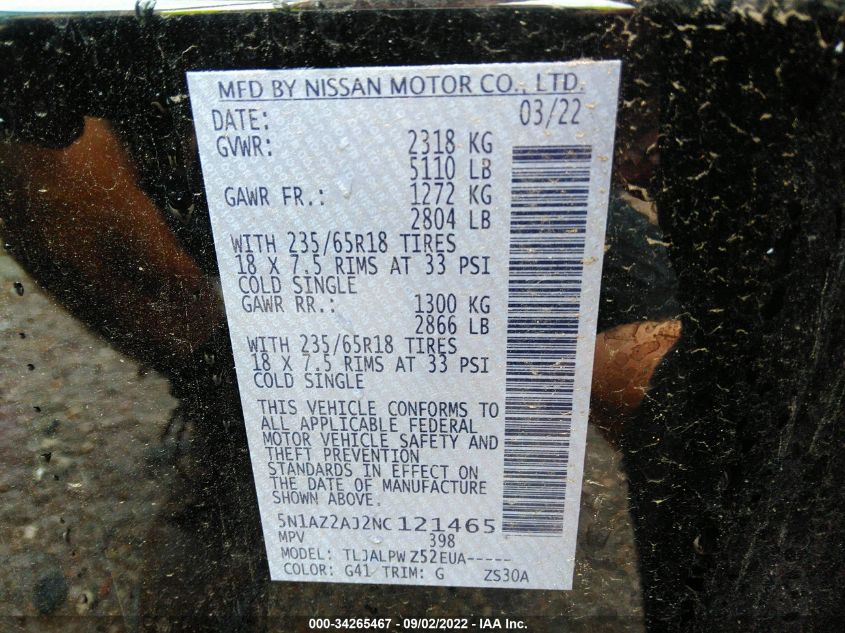 MFD BY NISSAN MOTOR CO., LTD.
DATE: 03/22
GVWR: 2318 KG
5110 LB
GAWR FR.: 1272 KG
2804 LB
WITH 235/65R18 TIRES
18 X 7.5 RIMS AT 33 PSI
COLD SINGLE
GAWR RR.: 1300 KG
2866 LB
WITH 235/65R18 TIRES
18 X 7.5 RIMS AT 33 PSI
COLD SINGLE
THIS VEHICLE CONFORMS TO
ALL APPLICABLE FEDERAL
MOTOR VEHICLE SAFETY AND
THEFT PREVENTION
STANDARDS IN EFFECT ON
THE DATE OF MANUFACTURE
SHOWN ABOVE.
5N1AZ2AJ2NC121465
MPV 398
MODEL: TLJALPW Z52EUA-----
COLOR: G41 TRIM: G ZS30A
000-34265467 - 09/02/2022 - IAA Inc.